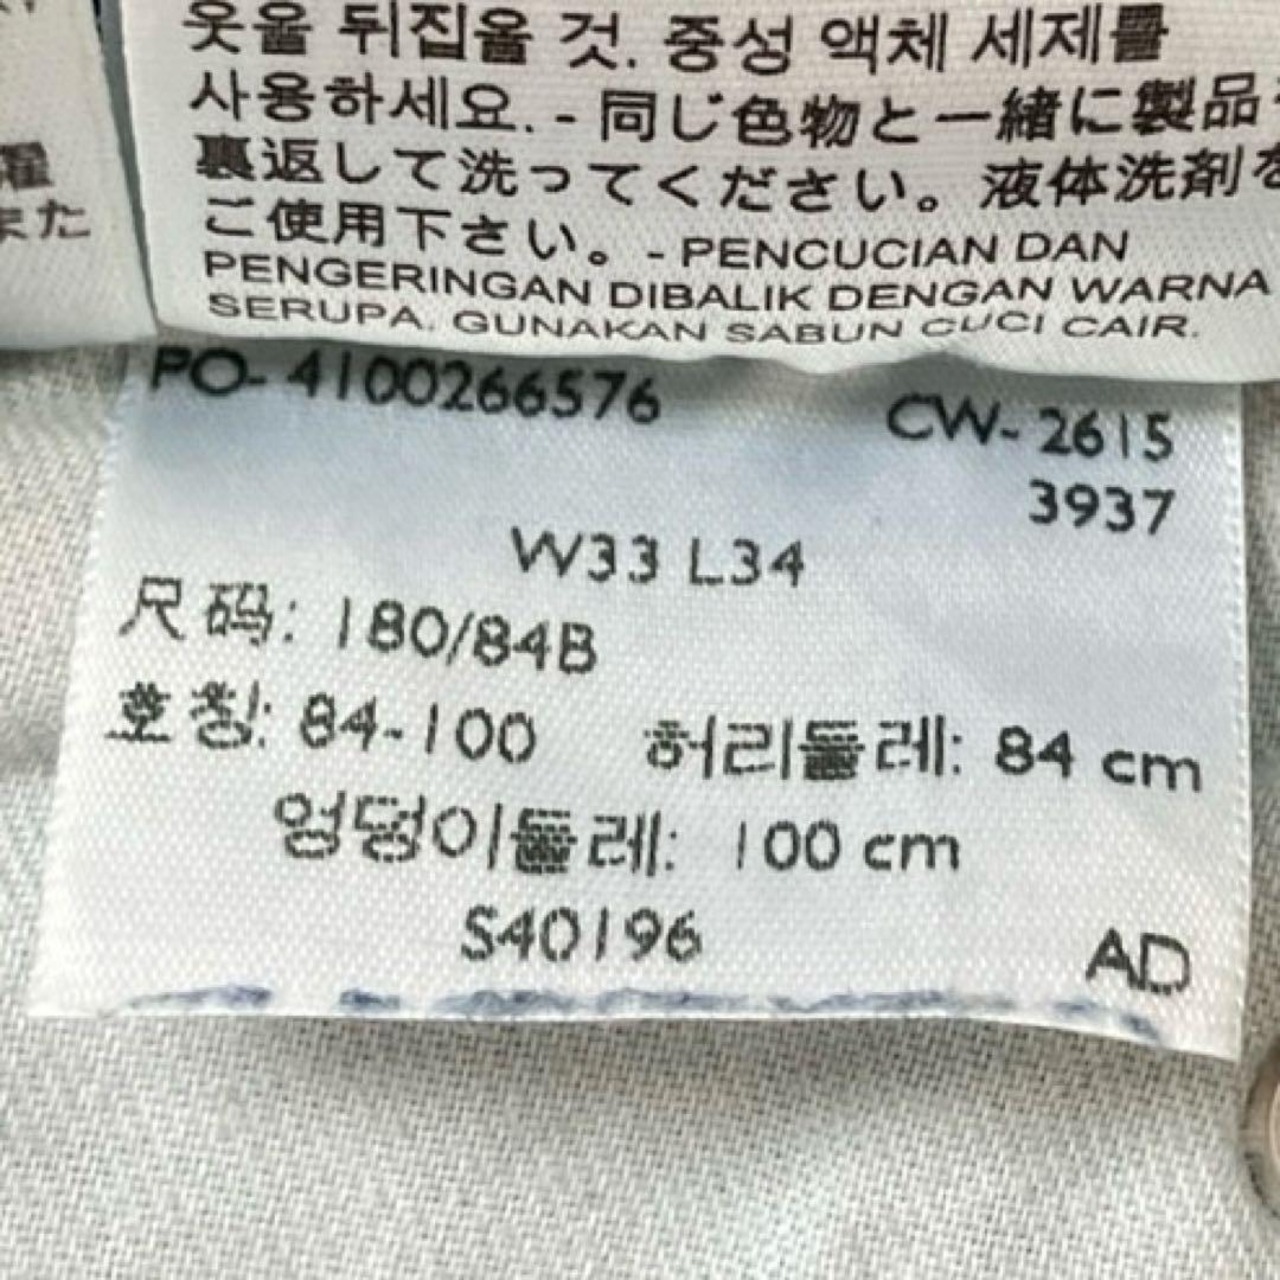 웃을 뒤집을 것. 중성 액체 세제를
사용하세요. - 同じ色物と一緒に製品
裏返して洗ってください。液体洗剤を
ご使用下さい。- PENCUCIAN DAN
PENGERINGAN DIBALIK DENGAN WARNA
SERUPA. GUNAKAN SABUN CUCI CAIR.
濯
また
PO- 4100266576 CW- 2615
3937
W33 L34
尺码: 180/84B
호칭: 84-100 허리둘레: 84 cm
엉덩이둘레: 100 cm
S40196 AD